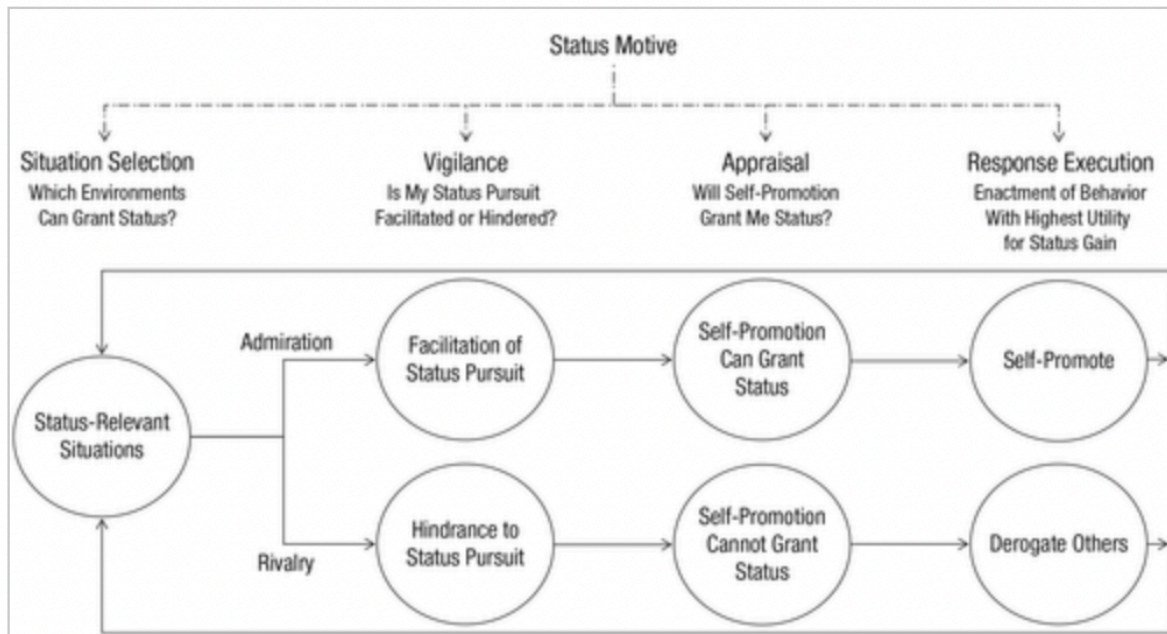 Status Motive
Situation Selection
Which Environments
Can Grant Status?
Vigilance
Is My Status Pursuit
Facilitated or Hindered?
Appraisal
Will Self-Promotion
Grant Me Status?
Response Execution
Enactment of Behavior
With Highest Utility
for Status Gain
Status-Relevant
Situations
Admiration
Facilitation of
Status Pursuit
Self-Promotion
Can Grant
Status
Self-Promote
Rivalry
Hindrance to
Status Pursuit
Self-Promotion
Cannot Grant
Status
Derogate Others